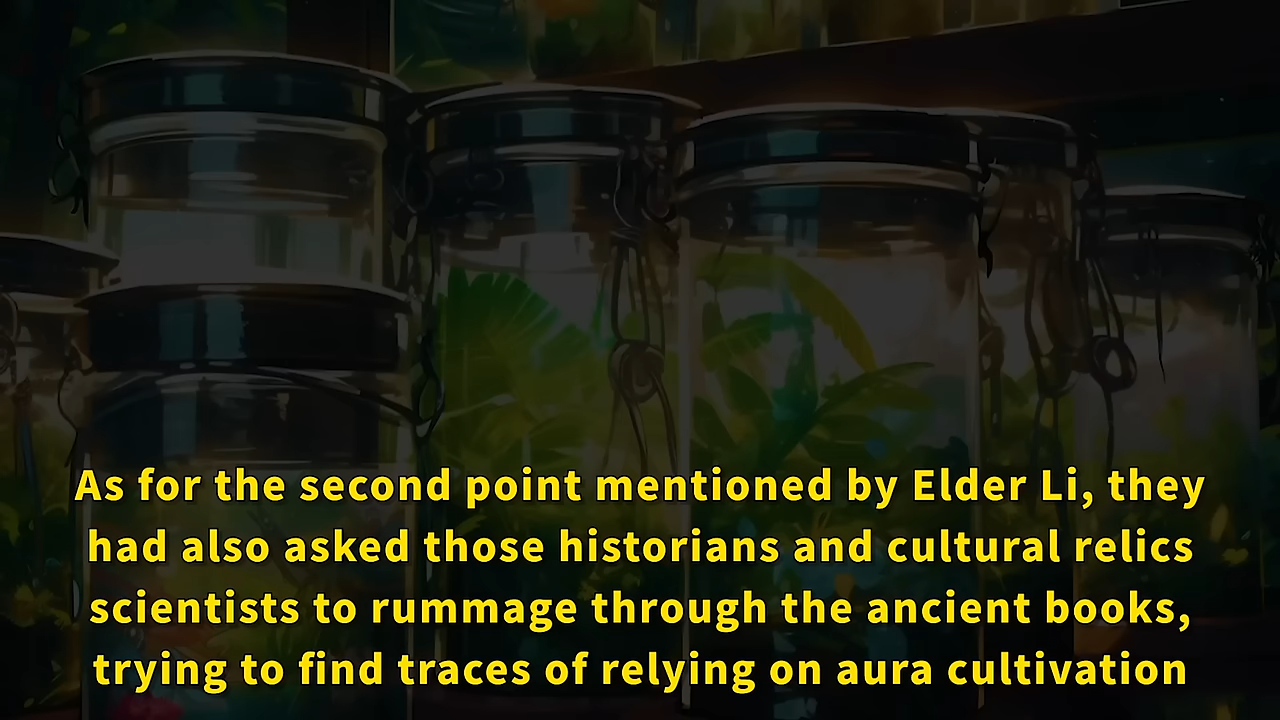 As for the second point mentioned by Elder Li, they
had also asked those historians and cultural relics
scientists to rummage through the ancient books,
trying to find traces of relying on aura cultivation